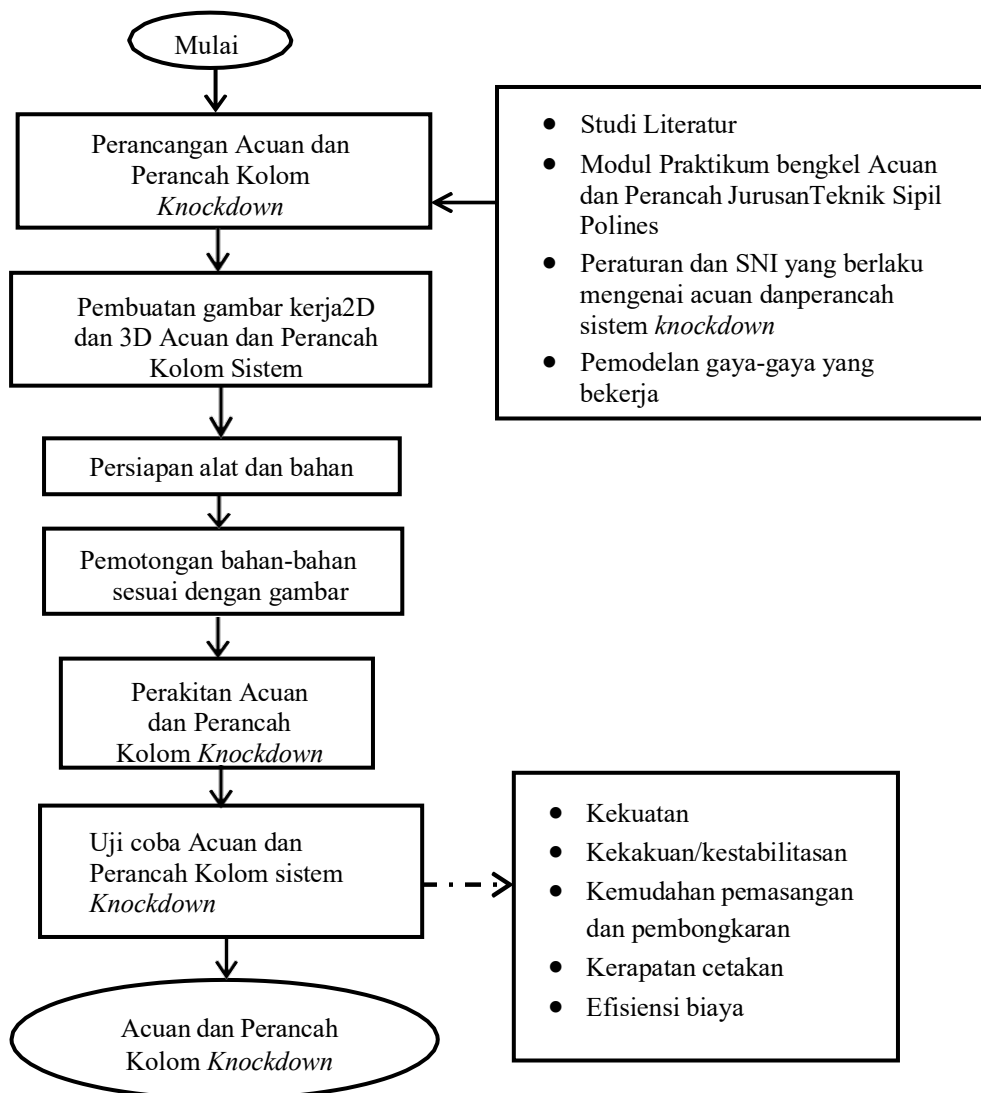 Mulai
Perancangan Acuan dan
Perancah Kolom
Knockdown
• Studi Literatur
• Modul Praktikum bengkel Acuan
dan Perancah JurusanTeknik Sipil
Polines
• Peraturan dan SNI yang berlaku
mengenai acuan danperancah
sistem knockdown
• Pemodelan gaya-gaya yang
bekerja
Pembuatan gambar kerja2D
dan 3D Acuan dan Perancah
Kolom Sistem
Persiapan alat dan bahan
Pemotongan bahan-bahan
sesuai dengan gambar
Perakitan Acuan
dan Perancah
Kolom Knockdown
Uji coba Acuan dan
Perancah Kolom sistem
Knockdown
• Kekuatan
• Kekakuan/kestabilitasan
• Kemudahan pemasangan
dan pembongkaran
• Kerapatan cetakan
• Efisiensi biaya
Acuan dan Perancah
Kolom Knockdown